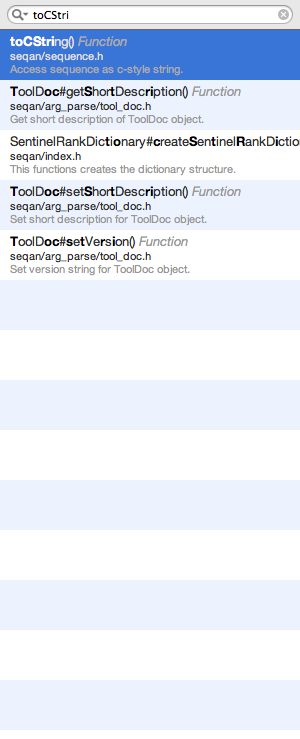 toCStri
toCString() Function
seqan/sequence.h
Access sequence as c-style string.
ToolDoc#getShortDescription() Function
seqan/arg_parse/tool_doc.h
Get short description of ToolDoc object.
SentinelRankDictionary#createSentinelRankDictio
seqan/index.h
This functions creates the dictionary structure.
ToolDoc#setShortDescription() Function
seqan/arg_parse/tool_doc.h
Set short description for ToolDoc object.
ToolDoc#setVersion() Function
seqan/arg_parse/tool_doc.h
Set version string for ToolDoc object.